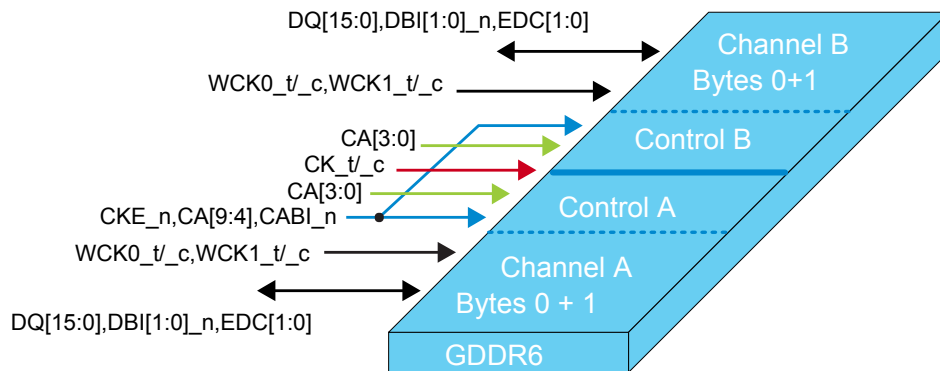 DQ[15:0],DBI[1:0]_n,EDC[1:0]
Channel B
Bytes 0+1
WCK0_t/_c,WCK1_t/_c
CA[3:0]
Control B
CK_t/_c
CA[3:0]
Control A
CKE_n,CA[9:4],CABI_n
WCK0_t/_c,WCK1_t/_c
Channel A
Bytes 0 + 1
DQ[15:0],DBI[1:0]_n,EDC[1:0]
GDDR6